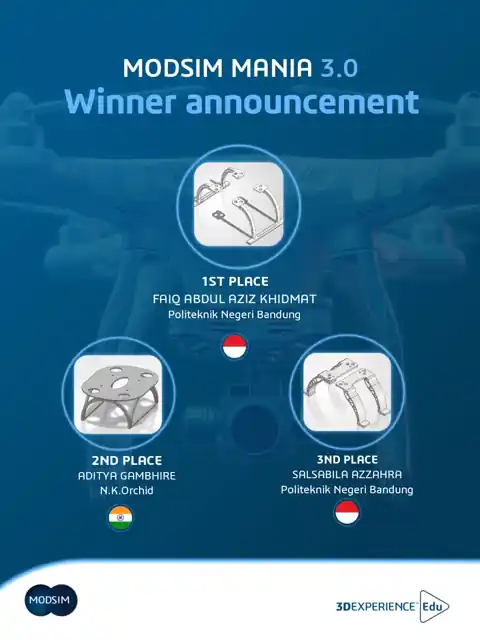 MODSIM MANIA 3.0
Winner announcement
1ST PLACE
FAIQ ABDUL AZIZ KHIDMAT
Politeknik Negeri Bandung
2ND PLACE
ADITYA GAMBHIRE
N.K.Orchid
3ND PLACE
SALSABILA AZZAHRA
Politeknik Negeri Bandung
MODSIM
3DEXPERIENCE™ Edu